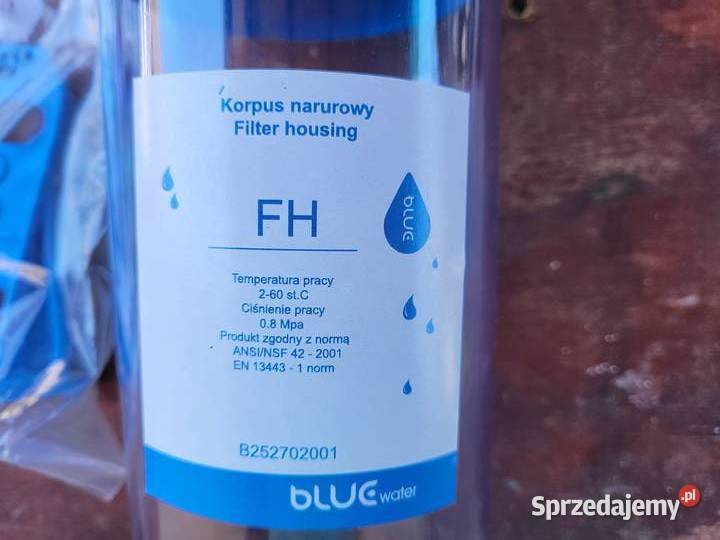 Korpus narurowy
Filter housing
FH
bLUE
Temperatura pracy
2-60 st.C
Ciśnienie pracy
0.8 Mpa
Produkt zgodny z normą
ANSI/NSF 42 - 2001
EN 13443 - 1 norm
B252702001
bLUE water
Sprzedajemy.pl